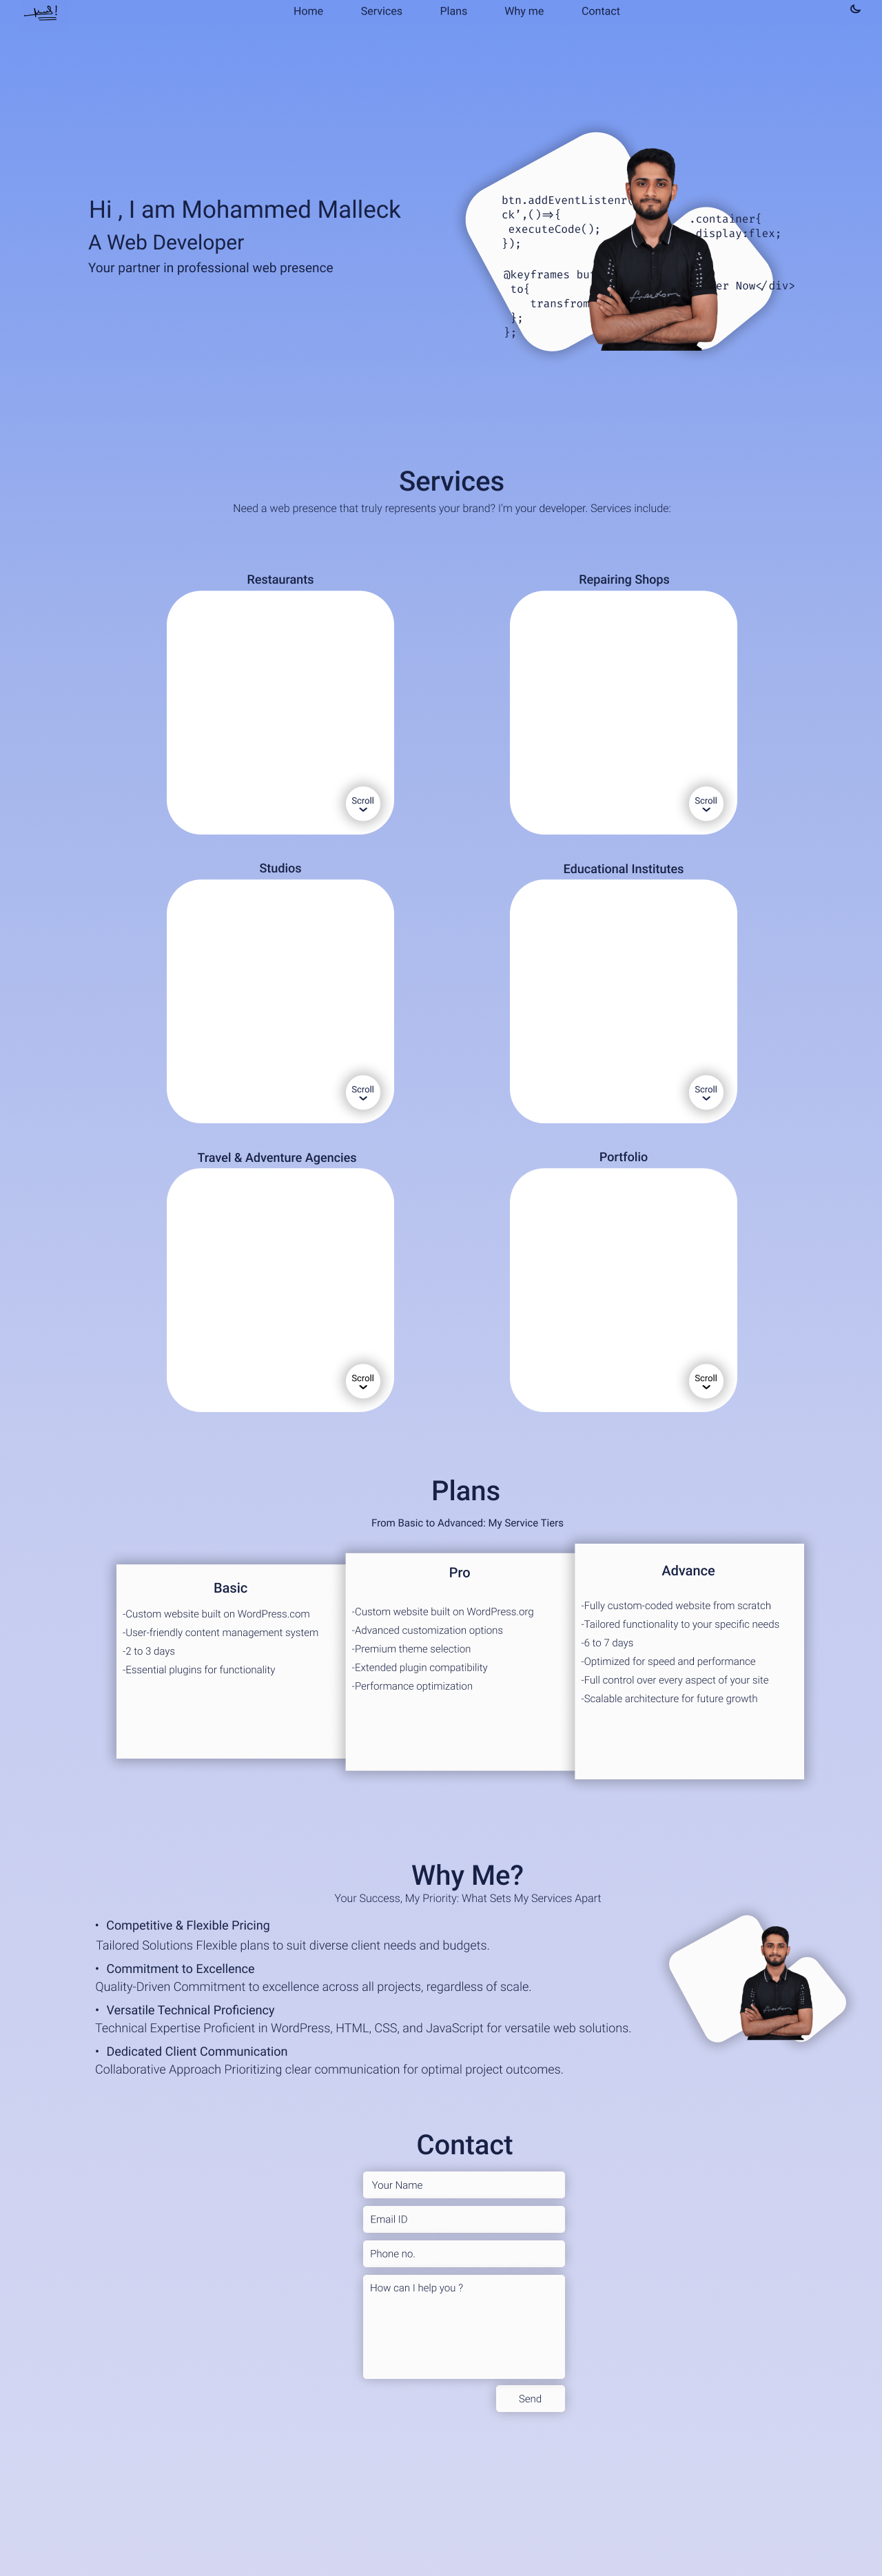 Home
Services
Plans
Why me
Contact
Hi , I am Mohammed Malleck
A Web Developer
Your partner in professional web presence
btn.addEventListenr
ck’,()=>{
executeCode();
});
@keyframes but
to{
transfrom
};
};
.container{
display:flex;
er Now</div>
freedom
Services
Need a web presence that truly represents your brand? I'm your developer. Services include:
Restaurants
Repairing Shops
Scroll
Scroll
Studios
Educational Institutes
Scroll
Scroll
Travel & Adventure Agencies
Portfolio
Scroll
Scroll
Plans
From Basic to Advanced: My Service Tiers
Basic
-Custom website built on WordPress.com
-User-friendly content management system
-2 to 3 days
-Essential plugins for functionality
Pro
-Custom website built on WordPress.org
-Advanced customization options
-Premium theme selection
-Extended plugin compatibility
-Performance optimization
Advance
-Fully custom-coded website from scratch
-Tailored functionality to your specific needs
-6 to 7 days
-Optimized for speed and performance
-Full control over every aspect of your site
-Scalable architecture for future growth
Why Me?
Your Success, My Priority: What Sets My Services Apart
• Competitive & Flexible Pricing
Tailored Solutions Flexible plans to suit diverse client needs and budgets.
• Commitment to Excellence
Quality-Driven Commitment to excellence across all projects, regardless of scale.
• Versatile Technical Proficiency
Technical Expertise Proficient in WordPress, HTML, CSS, and JavaScript for versatile web solutions.
• Dedicated Client Communication
Collaborative Approach Prioritizing clear communication for optimal project outcomes.
Contact
Your Name
Email ID
Phone no.
How can I help you ?
Send